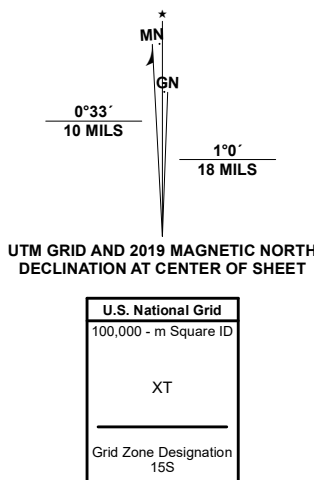 MN
GN
0°33´
10 MILS
1°0´
18 MILS
UTM GRID AND 2019 MAGNETIC NORTH
DECLINATION AT CENTER OF SHEET
U.S. National Grid
100,000 - m Square ID
XT
Grid Zone Designation
15S